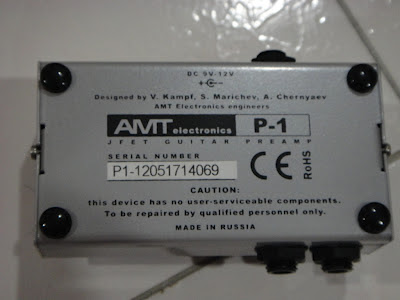 DC 9V-12V
Designed by V. Kampf, S. Marichev, A. Chernyaev
AMT Electronics engineers
AMT electronics P-1
JFET GUITAR PREAMP
SERIAL NUMBER
P1-12051714069
CE RoHS
CAUTION:
this device has no user-serviceable components.
To be repaired by qualified personnel only.
MADE IN RUSSIA